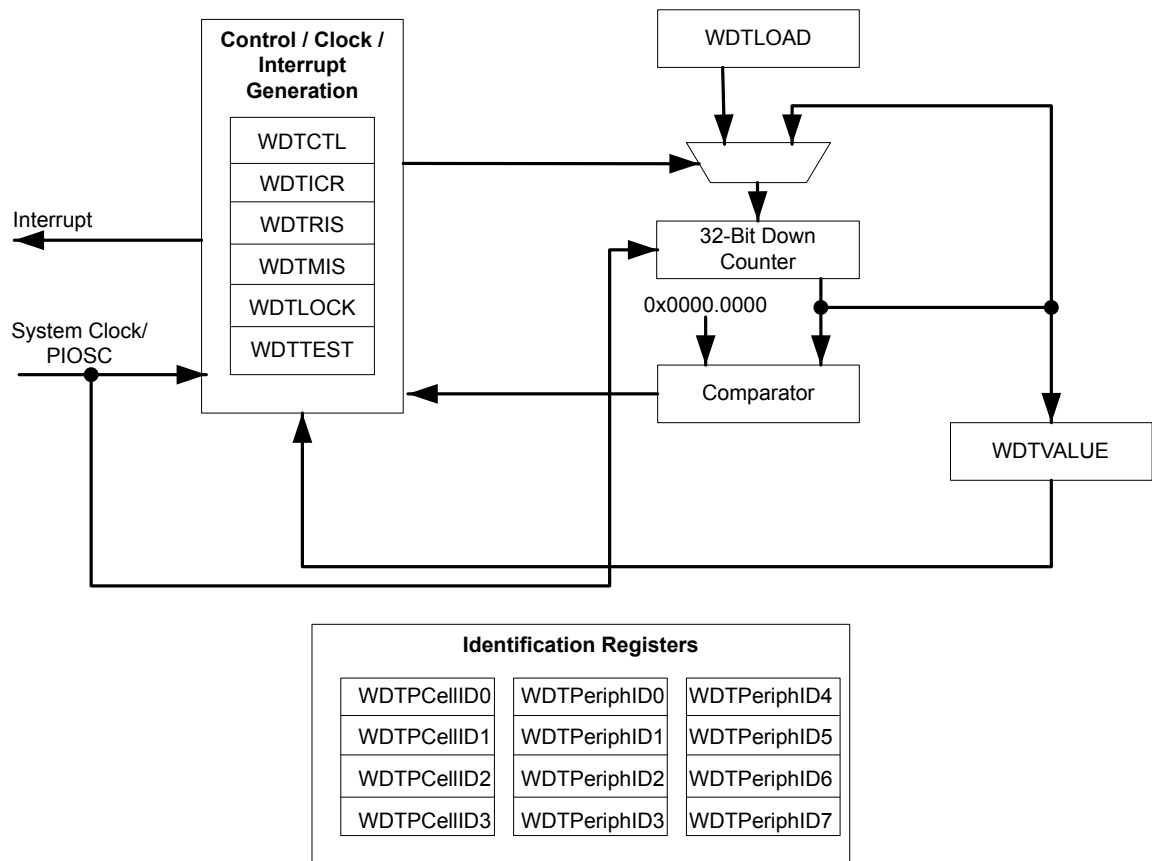 Control / Clock /
Interrupt
Generation
WDTCTL
WDTICR
WDTRIS
WDTMIS
WDTLOCK
WDTTEST
Interrupt
System Clock/
PIOSC
WDTLOAD
32-Bit Down
Counter
0x0000.0000
Comparator
WDTVALUE
Identification Registers
WDTPCellID0 WDTPeriphID0 WDTPeriphID4
WDTPCellID1 WDTPeriphID1 WDTPeriphID5
WDTPCellID2 WDTPeriphID2 WDTPeriphID6
WDTPCellID3 WDTPeriphID3 WDTPeriphID7